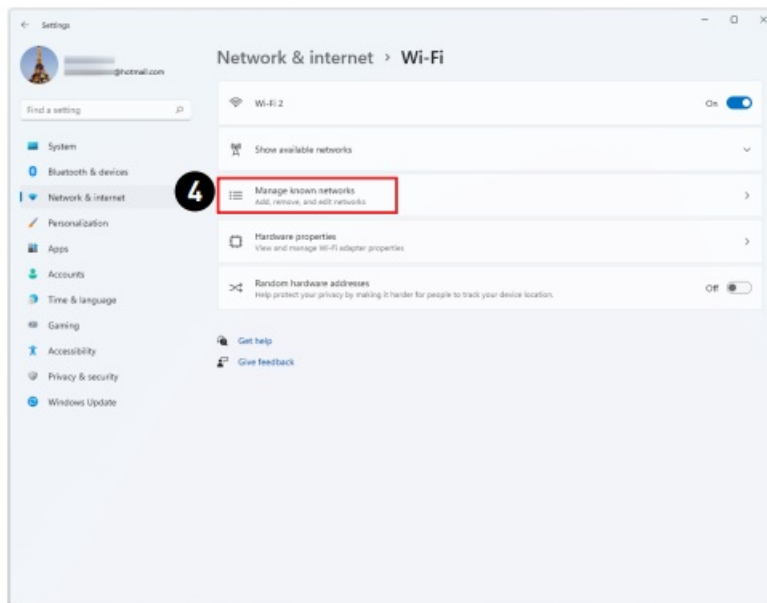 Settings
@hotmail.com
Network & internet > Wi-Fi
Find a setting
Wi-Fi 2
On
System
Show available networks
Bluetooth & devices
4
Manage known networks
Add, remove, and edit networks
Network & internet
Personalization
Hardware properties
View and manage Wi-Fi adapter properties
Apps
Accounts
Random hardware addresses
Help protect your privacy by making it harder for people to track your device location.
Off
Time & language
Gaming
Get help
Accessibility
Give feedback
Privacy & security
Windows Update